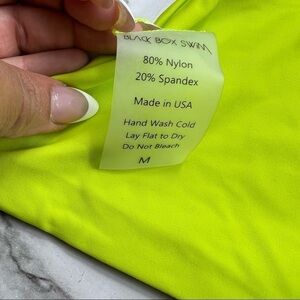 BLACK BOX SWIM
80% Nylon
20% Spandex
Made in USA
Hand Wash Cold
Lay Flat to Dry
Do Not Bleach
M